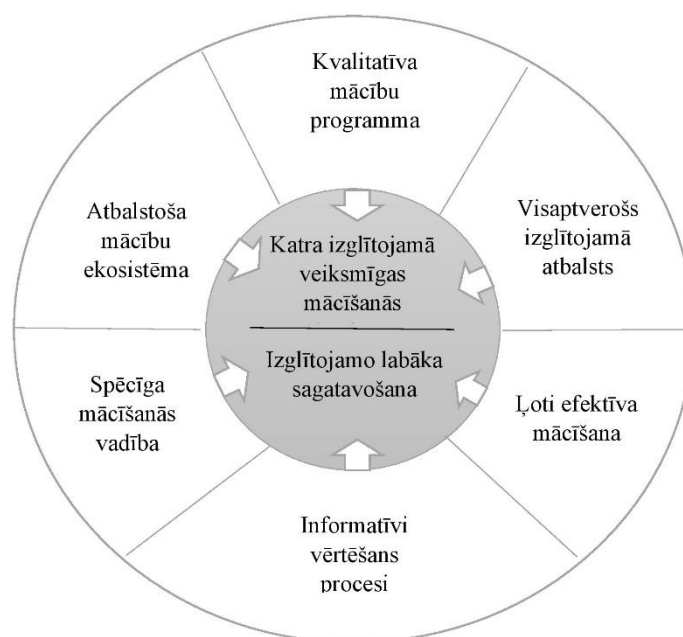 Kvalitatīva
mācību
programma
Visaptverošs
izglītojamā
atbalsts
Ļoti efektīva
mācīšana
Informatīvi
vērtēšans
procesi
Spēcīga
mācīšanās
vadība
Atbalstoša
mācību
ekosistēma
Katra izglītojamā
veiksmīgas
mācīšanās
Izglītojamo labāka
sagatavošana